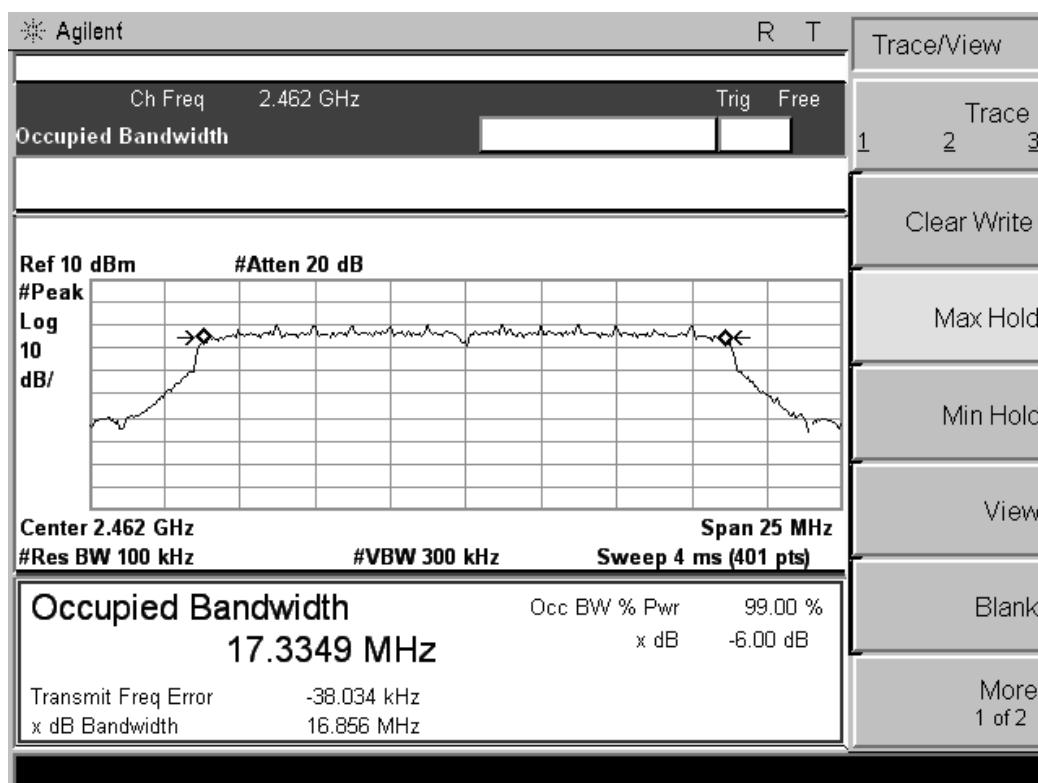 Agilent R T
Trace/View
Ch Freq 2.462 GHz Trig Free
Occupied Bandwidth
Trace
1 2 3
Clear Write
Ref 10 dBm #Atten 20 dB
#Peak
Log
10
dB/
Max Hold
Min Hold
View
Center 2.462 GHz Span 25 MHz
#Res BW 100 kHz #VBW 300 kHz Sweep 4 ms (401 pts)
Occupied Bandwidth Occ BW % Pwr 99.00 %
17.3349 MHz x dB -6.00 dB
Blank
Transmit Freq Error -38.034 kHz
x dB Bandwidth 16.856 MHz
More
1 of 2